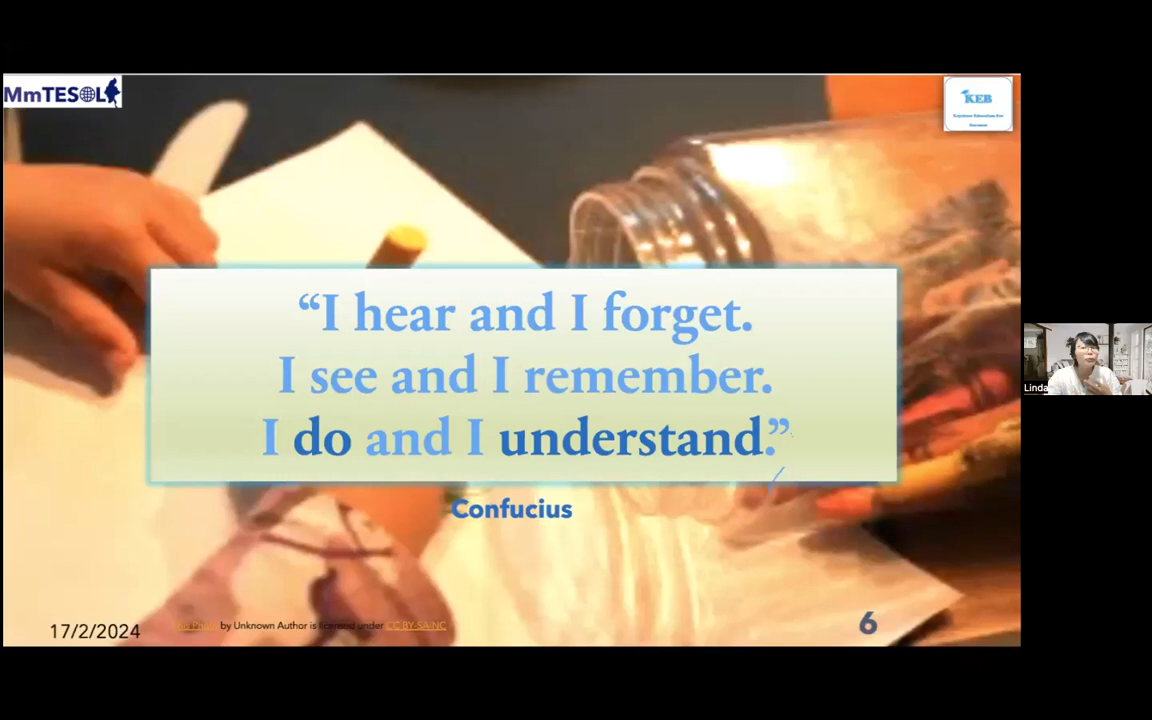 MmTESOL
KEB
“I hear and I forget.
I see and I remember.
I do and I understand.”
Confucius
Linda
17/2/2024
by Unknown Author is licensed under CC BY-SA-NC
6